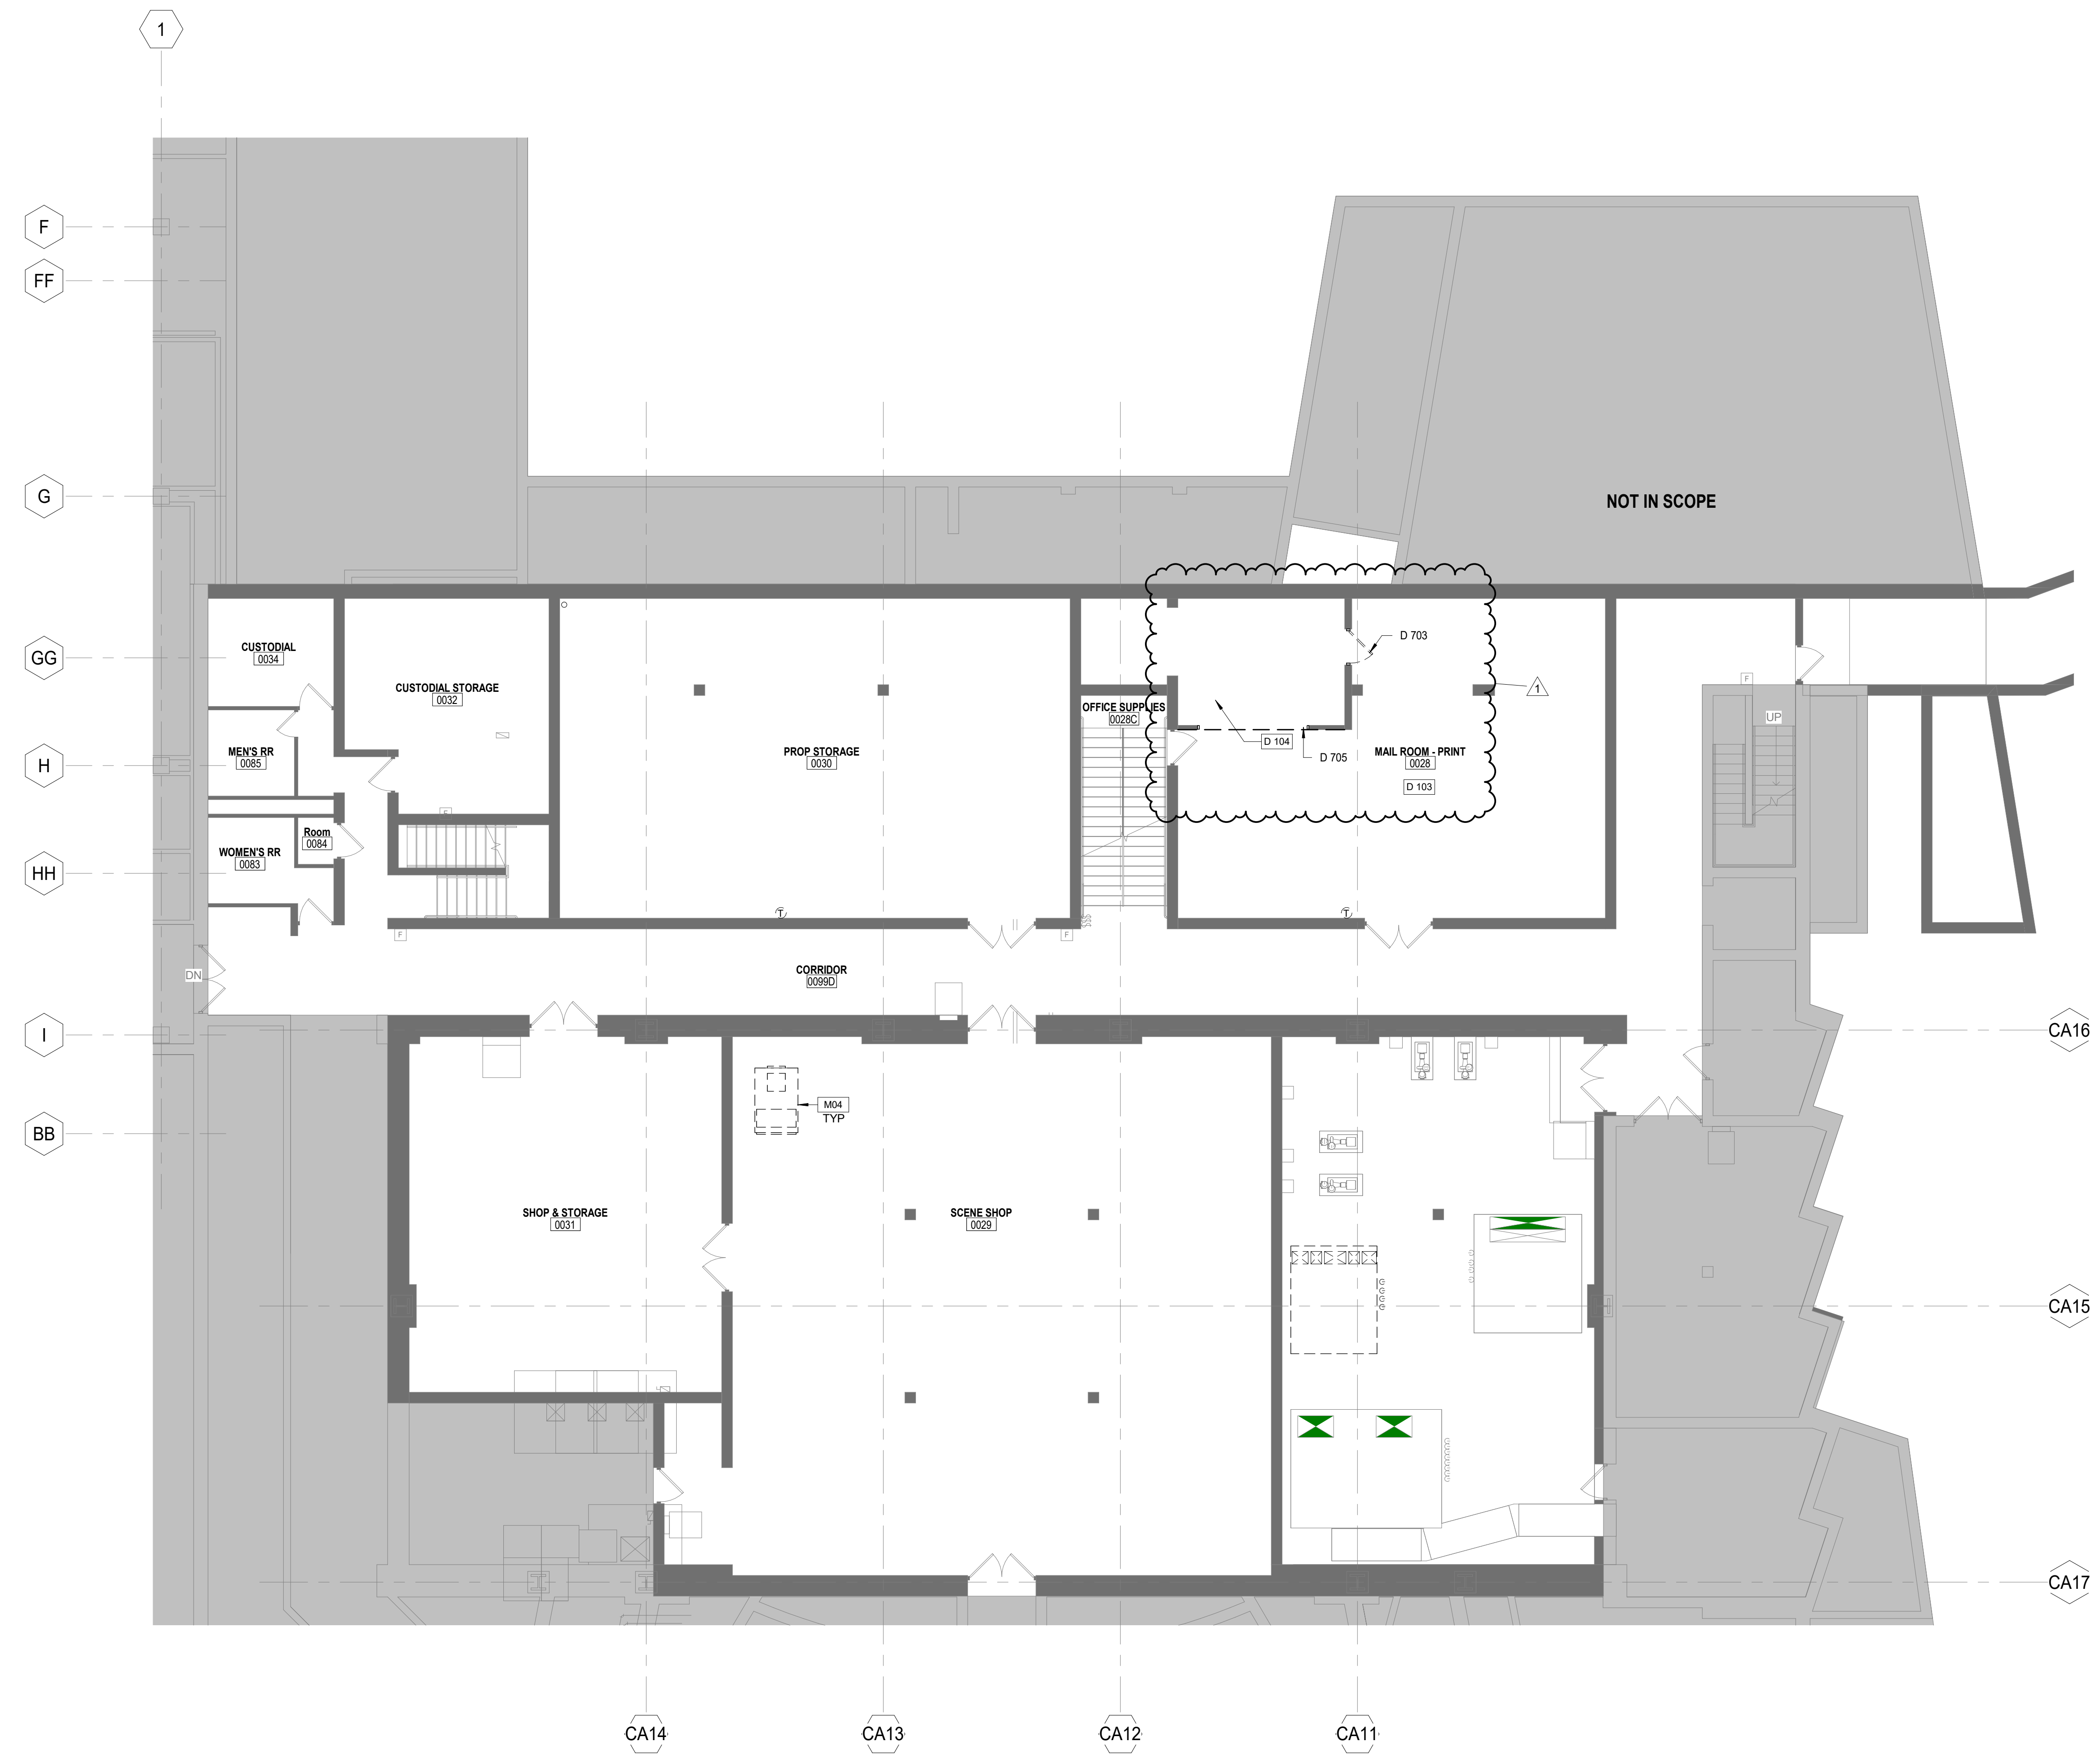 1
F
FF
G
NOT IN SCOPE
D 703
CUSTODIAL
0034
GG
CUSTODIAL STORAGE
0032
F
1
OFFICE SUPPLIES
0028C
UP
D 104
MEN'S RR
0085
PROP STORAGE
0030
MAIL ROOM - PRINT
0028
D 705
H
D 103
F
Room
0084
WOMEN'S RR
0083
HH
T
T
F
F
CORRIDOR
0099D
DN
I
CA16
M04
TYP
BB
SHOP & STORAGE
0031
SCENE SHOP
0029
CA15
CA17
CA14
CA13
CA12
CA11